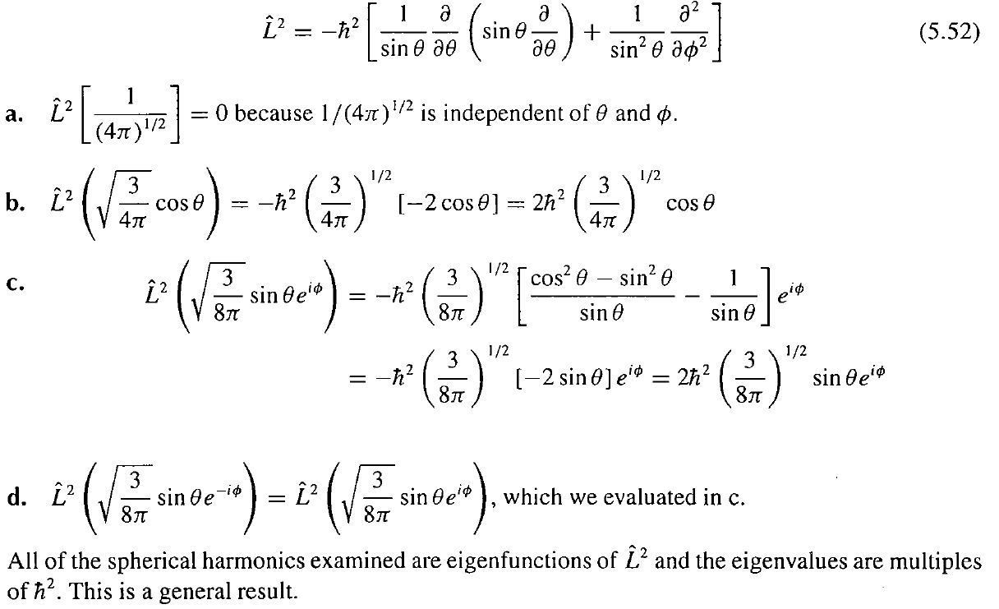 $\hat{L}^2 = -\hbar^2 \left[ \frac{1}{\sin\theta} \frac{\partial}{\partial\theta} \left( \sin\theta \frac{\partial}{\partial\theta} \right) + \frac{1}{\sin^2\theta} \frac{\partial^2}{\partial\phi^2} \right]$ (5.52)
a. $\hat{L}^2 \left[ \frac{1}{(4\pi)^{1/2}} \right] = 0$ because $1/(4\pi)^{1/2}$ is independent of $\theta$ and $\phi$.
b. $\hat{L}^2 \left( \sqrt{\frac{3}{4\pi}} \cos\theta \right) = -\hbar^2 \left( \frac{3}{4\pi} \right)^{1/2} [-2\cos\theta] = 2\hbar^2 \left( \frac{3}{4\pi} \right)^{1/2} \cos\theta$
c. $\hat{L}^2 \left( \sqrt{\frac{3}{8\pi}} \sin\theta e^{i\phi} \right) = -\hbar^2 \left( \frac{3}{8\pi} \right)^{1/2} \left[ \frac{\cos^2\theta - \sin^2\theta}{\sin\theta} - \frac{1}{\sin\theta} \right] e^{i\phi}$
$= -\hbar^2 \left( \frac{3}{8\pi} \right)^{1/2} [-2\sin\theta] e^{i\phi} = 2\hbar^2 \left( \frac{3}{8\pi} \right)^{1/2} \sin\theta e^{i\phi}$
d. $\hat{L}^2 \left( \sqrt{\frac{3}{8\pi}} \sin\theta e^{-i\phi} \right) = \hat{L}^2 \left( \sqrt{\frac{3}{8\pi}} \sin\theta e^{i\phi} \right)$, which we evaluated in c.
All of the spherical harmonics examined are eigenfunctions of $\hat{L}^2$ and the eigenvalues are multiples
of $\hbar^2$. This is a general result.